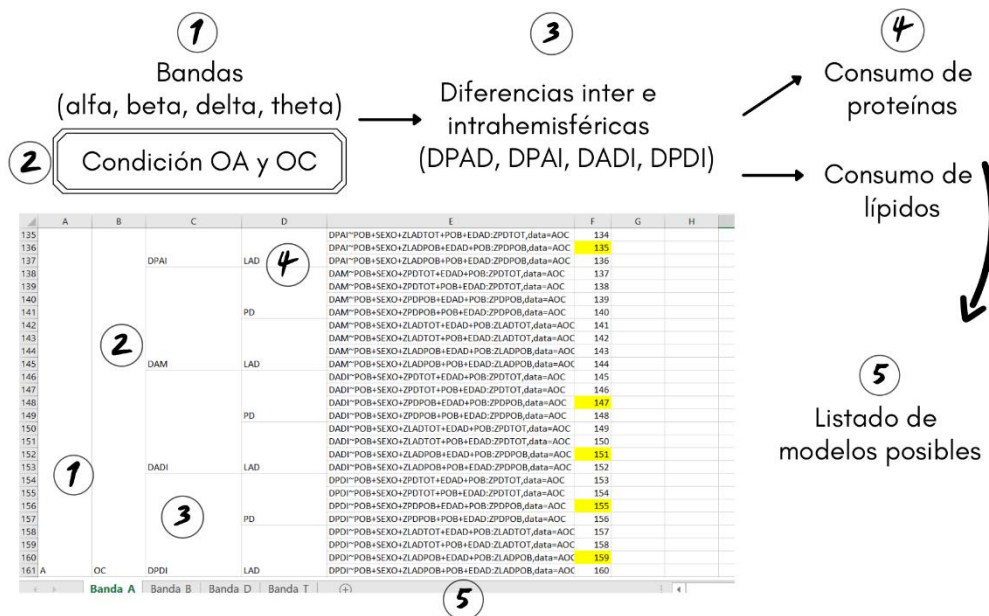 1
Bandas
(alfa, beta, delta, theta)
2
Condición OA y OC
3
Diferencias inter e
intrahemisféricas
(DPAD, DPAI, DADI, DPDI)
4
Consumo de
proteínas
Consumo de
lípidos
5
Listado de
modelos posibles
A B C D E F G H
135 DPAI~POB+SEXO+ZLADTOT+POB+EDAD:ZPDTOT,data=AOC 134
136 DPAI~POB+SEXO+ZLADPOB+EDAD+POB:ZPDPOB,data=AOC 135
137 DPAI LAD DPAI~POB+SEXO+ZLADPOB+POB+EDAD:ZPDPOB,data=AOC 136
138 DAM~POB+SEXO+ZPDTOT+EDAD+POB:ZPDTOT,data=AOC 137
139 DAM~POB+SEXO+ZPDTOT+POB+EDAD:ZPDTOT,data=AOC 138
140 DAM~POB+SEXO+ZPDPOB+EDAD+POB:ZPDPOB,data=AOC 139
141 PD DAM~POB+SEXO+ZPDPOB+POB+EDAD:ZPDPOB,data=AOC 140
142 DAM~POB+SEXO+ZLADTOT+EDAD+POB:ZLADTOT,data=AOC 141
143 DAM~POB+SEXO+ZLADTOT+POB+EDAD:ZLADTOT,data=AOC 142
144 DAM~POB+SEXO+ZLADPOB+EDAD+POB:ZLADPOB,data=AOC 143
145 DAM LAD DAM~POB+SEXO+ZLADPOB+POB+EDAD:ZLADPOB,data=AOC 144
146 DADI~POB+SEXO+ZPDTOT+EDAD+POB:ZPDTOT,data=AOC 145
147 DADI~POB+SEXO+ZPDTOT+POB+EDAD:ZPDTOT,data=AOC 146
148 DADI~POB+SEXO+ZPDPOB+EDAD+POB:ZPDPOB,data=AOC 147
149 PD DADI~POB+SEXO+ZPDPOB+POB+EDAD:ZPDPOB,data=AOC 148
150 DADI~POB+SEXO+ZLADTOT+EDAD+POB:ZPDTOT,data=AOC 149
151 DADI~POB+SEXO+ZLADTOT+POB+EDAD:ZPDTOT,data=AOC 150
152 DADI~POB+SEXO+ZLADPOB+EDAD+POB:ZPDPOB,data=AOC 151
153 DADI LAD DADI~POB+SEXO+ZLADPOB+POB+EDAD:ZPDPOB,data=AOC 152
154 DPDI~POB+SEXO+ZPDTOT+EDAD+POB:ZPDTOT,data=AOC 153
155 DPDI~POB+SEXO+ZPDTOT+POB+EDAD:ZPDTOT,data=AOC 154
156 DPDI~POB+SEXO+ZPDPOB+EDAD+POB:ZPDPOB,data=AOC 155
157 PD DPDI~POB+SEXO+ZPDPOB+POB+EDAD:ZPDPOB,data=AOC 156
158 DPDI~POB+SEXO+ZLADTOT+EDAD+POB:ZLADTOT,data=AOC 157
159 DPDI~POB+SEXO+ZLADTOT+POB+EDAD:ZLADTOT,data=AOC 158
160 DPDI~POB+SEXO+ZLADPOB+EDAD+POB:ZLADPOB,data=AOC 159
161 A OC DPDI LAD DPDI~POB+SEXO+ZLADPOB+POB+EDAD:ZLADPOB,data=AOC 160
4
2
1
3
Banda_A Banda_B Banda_D Banda_T
5